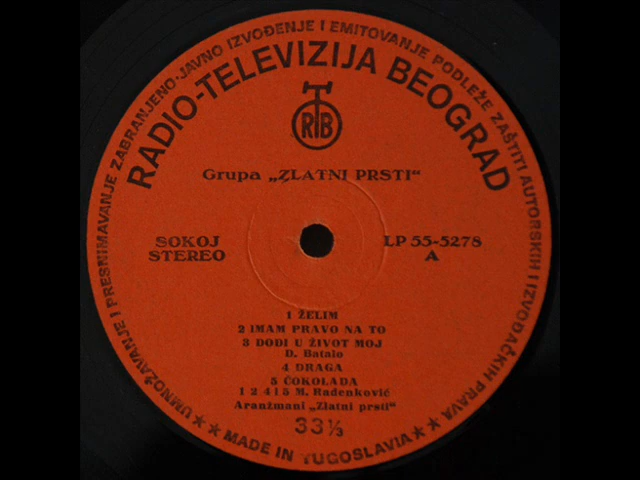 UMNOŽAVANJE I PRESNIMAVANJE ZABRANJENO·JAVNO IZVOĐENJE I EMITOVANJE PODLEŽE ZAŠTITI AUTORSKIH I IZVOĐAČKIH PRAVA
RADIO-TELEVIZIJA BEOGRAD
RTB
Grupa „ZLATNI PRSTI“
SOKOJ
STEREO
LP 55-5278
A
1 ŽELIM
2 IMAM PRAVO NA TO
3 DOĐI U ŽIVOT MOJ
D. Batalo
4 DRAGA
5 ČOKOLADA
1 2 4 i 5 M. Radenković
Aranžmani „Zlatni prsti“
33⅓
★★ MADE IN YUGOSLAVIA ★★